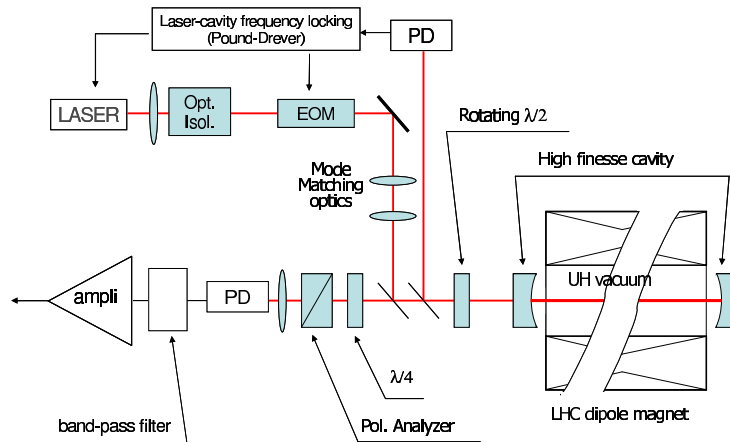 Laser-cavity frequency locking
(Pound-Drever)
PD
LASER
Opt.
Isol.
EOM
Rotating λ/2
High finesse cavity
Mode
Matching
optics
UH vacuum
ampli
PD
λ/4
band-pass filter
Pol. Analyzer
LHC dipole magnet